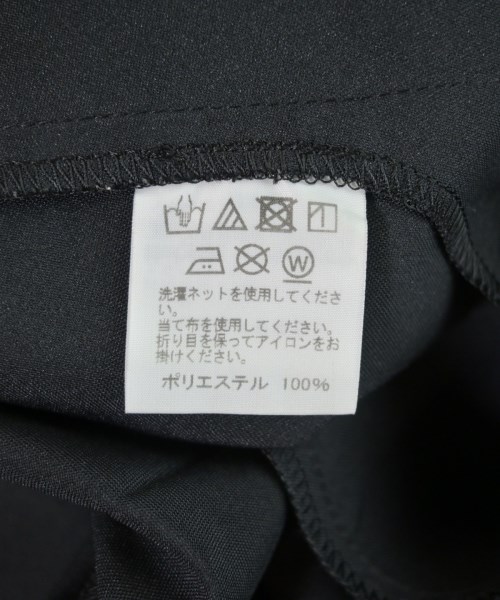 W
洗濯ネットを使用してくださ
い。
当て布を使用してください。
折り目を保ってアイロンをお
掛けください。
ポリエステル 100%